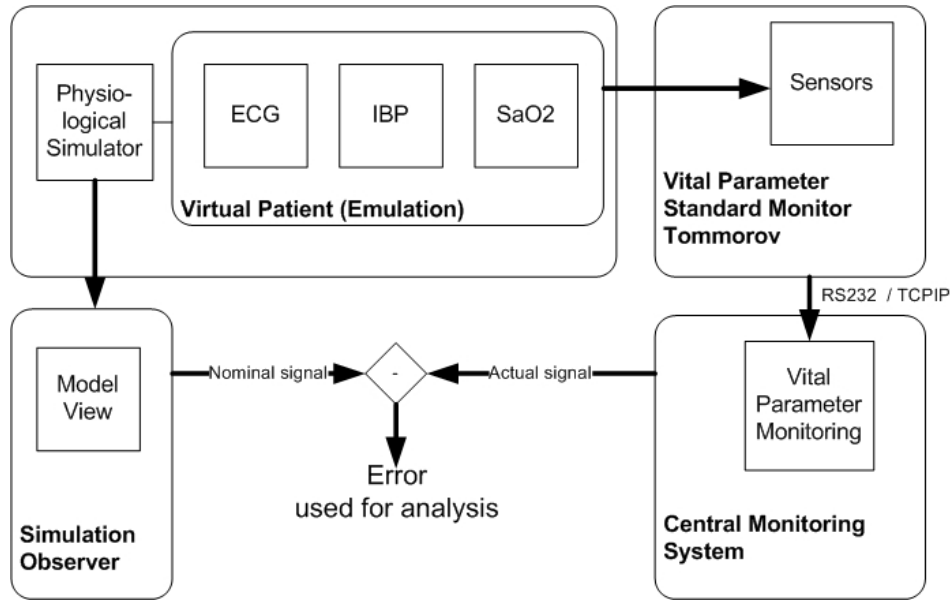 Physio-
logical
Simulator
ECG
IBP
SaO2
Virtual Patient (Emulation)
Sensors
Vital Parameter
Standard Monitor
Tommorov
RS232 / TCPIP
Model
View
Simulation
Observer
Nominal signal
-
Actual signal
Error
used for analysis
Vital
Parameter
Monitoring
Central Monitoring
System